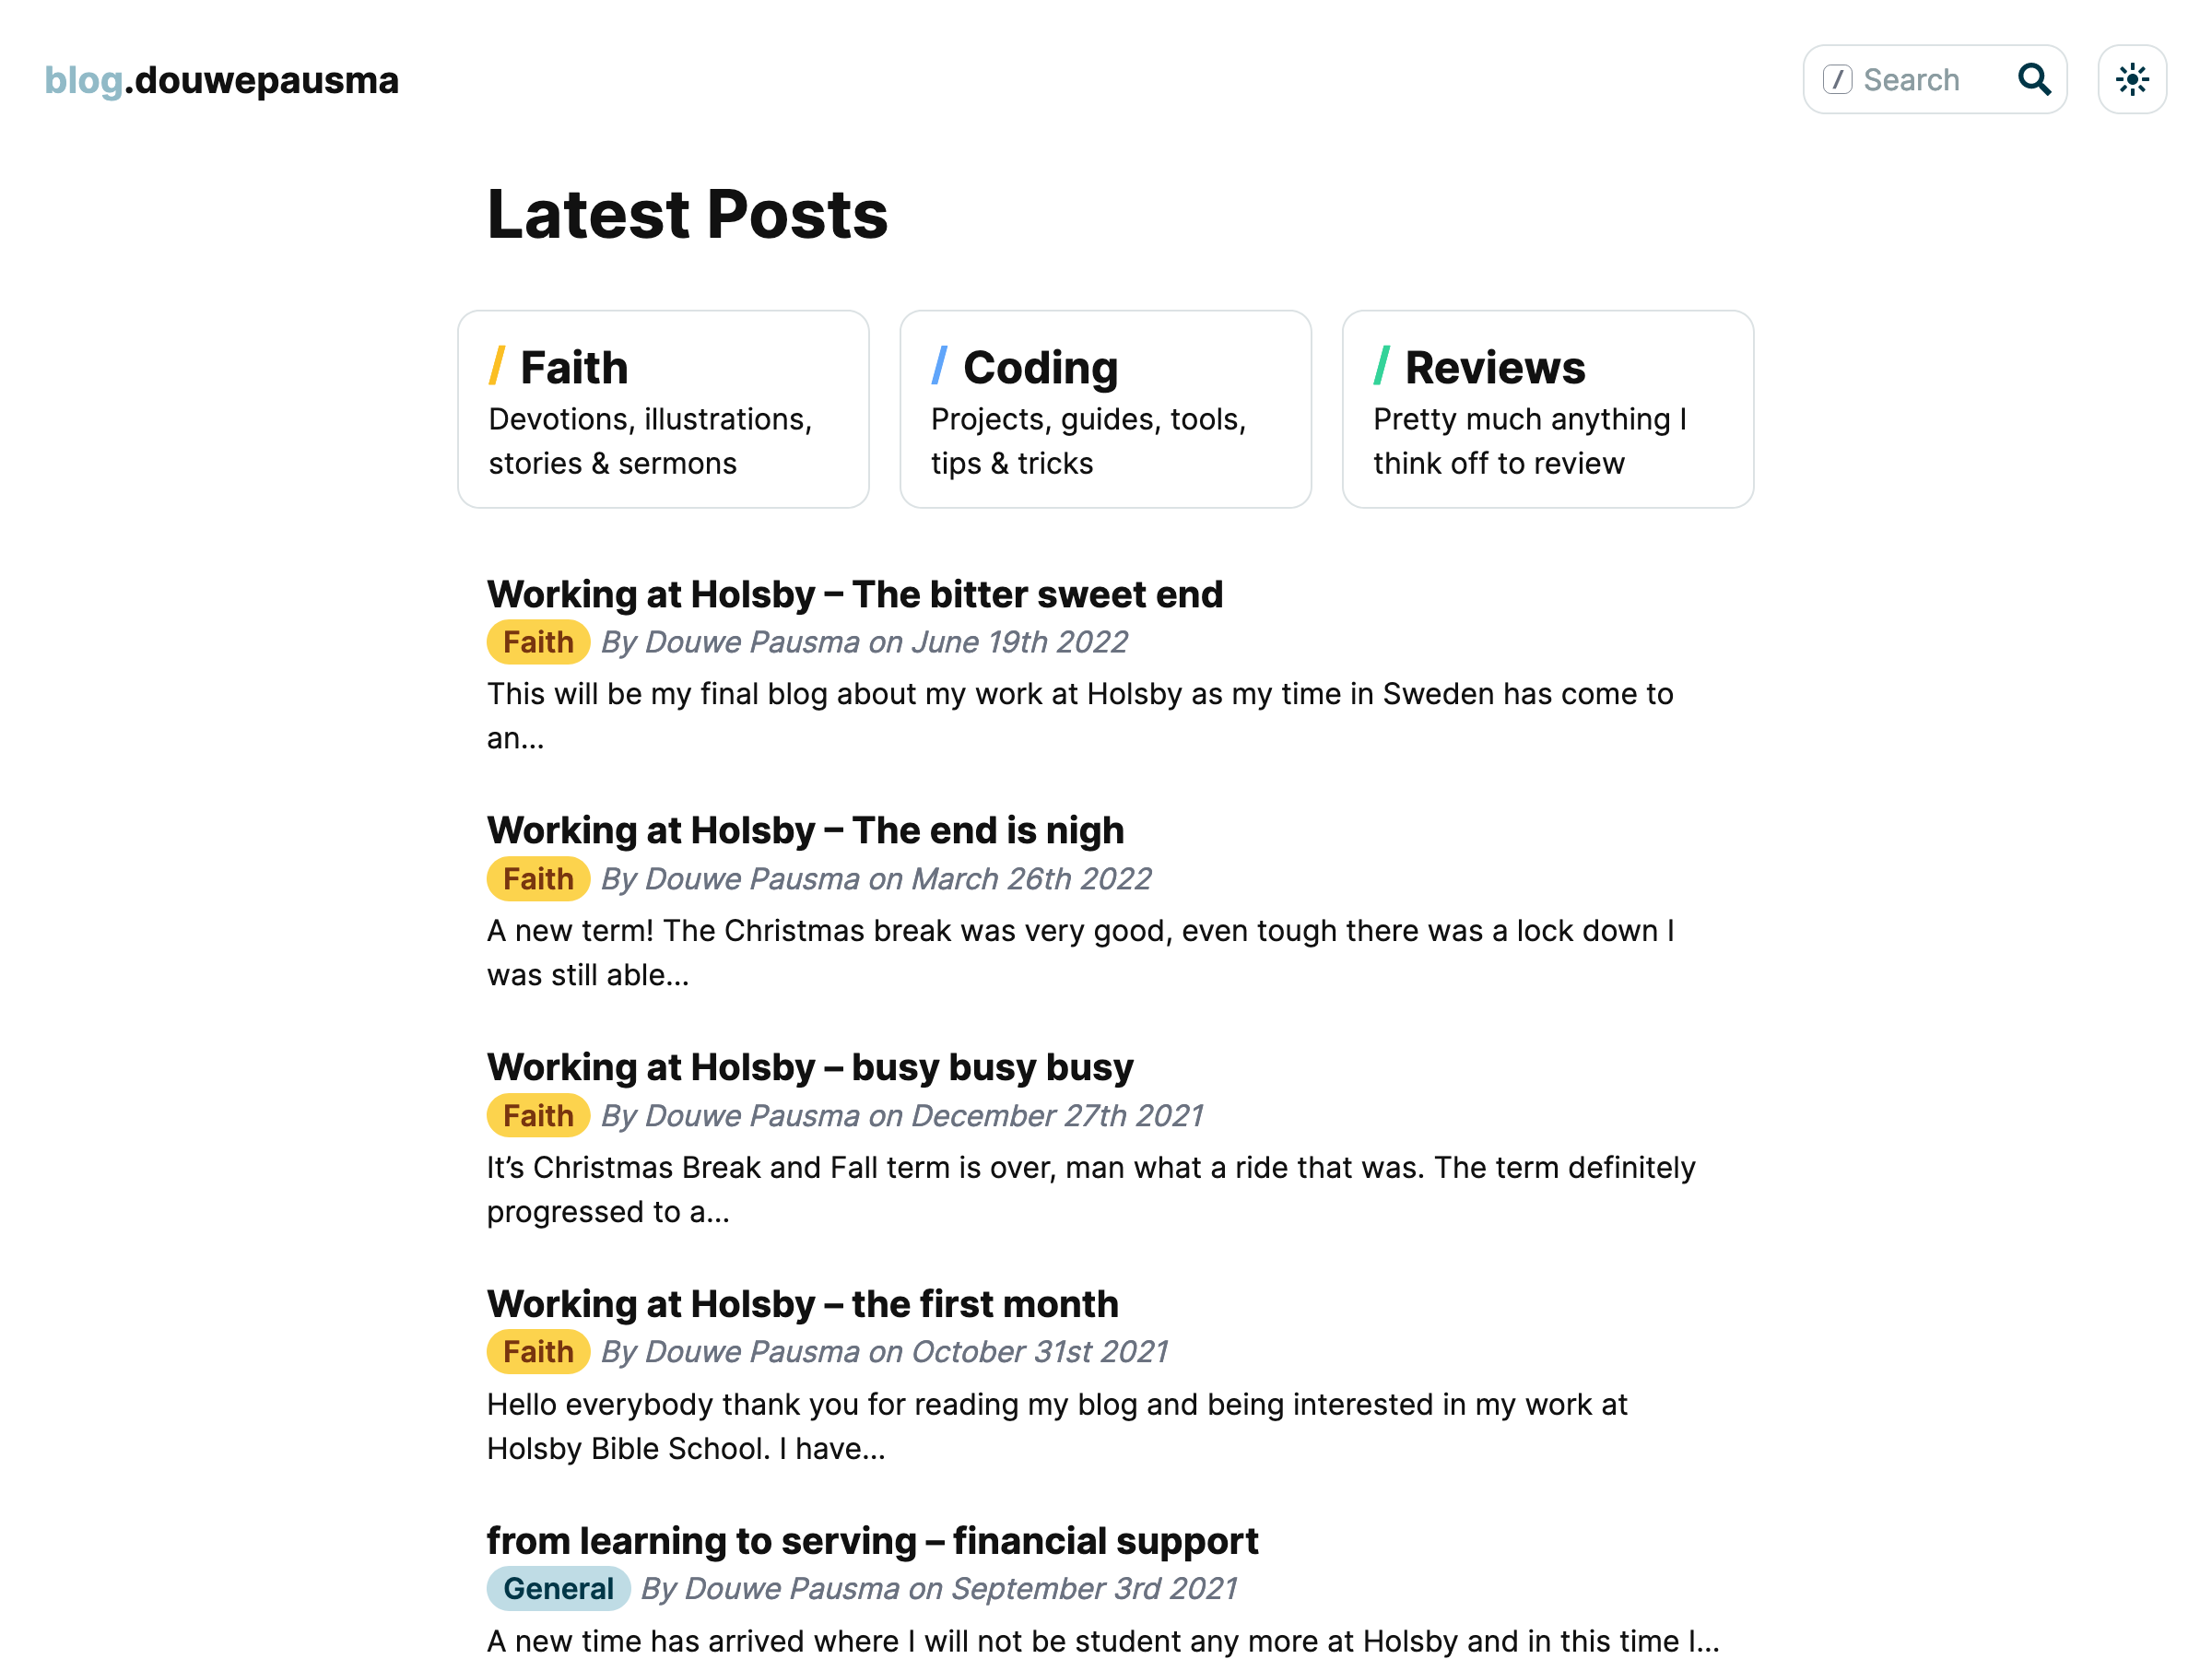 blog.douwepausma
/ Search
Latest Posts
/ Faith
Devotions, illustrations,
stories & sermons
/ Coding
Projects, guides, tools,
tips & tricks
/ Reviews
Pretty much anything I
think off to review
Working at Holsby – The bitter sweet end
Faith By Douwe Pausma on June 19th 2022
This will be my final blog about my work at Holsby as my time in Sweden has come to
an...
Working at Holsby – The end is nigh
Faith By Douwe Pausma on March 26th 2022
A new term! The Christmas break was very good, even tough there was a lock down I
was still able...
Working at Holsby – busy busy busy
Faith By Douwe Pausma on December 27th 2021
It’s Christmas Break and Fall term is over, man what a ride that was. The term definitely
progressed to a...
Working at Holsby – the first month
Faith By Douwe Pausma on October 31st 2021
Hello everybody thank you for reading my blog and being interested in my work at
Holsby Bible School. I have...
from learning to serving – financial support
General By Douwe Pausma on September 3rd 2021
A new time has arrived where I will not be student any more at Holsby and in this time I...